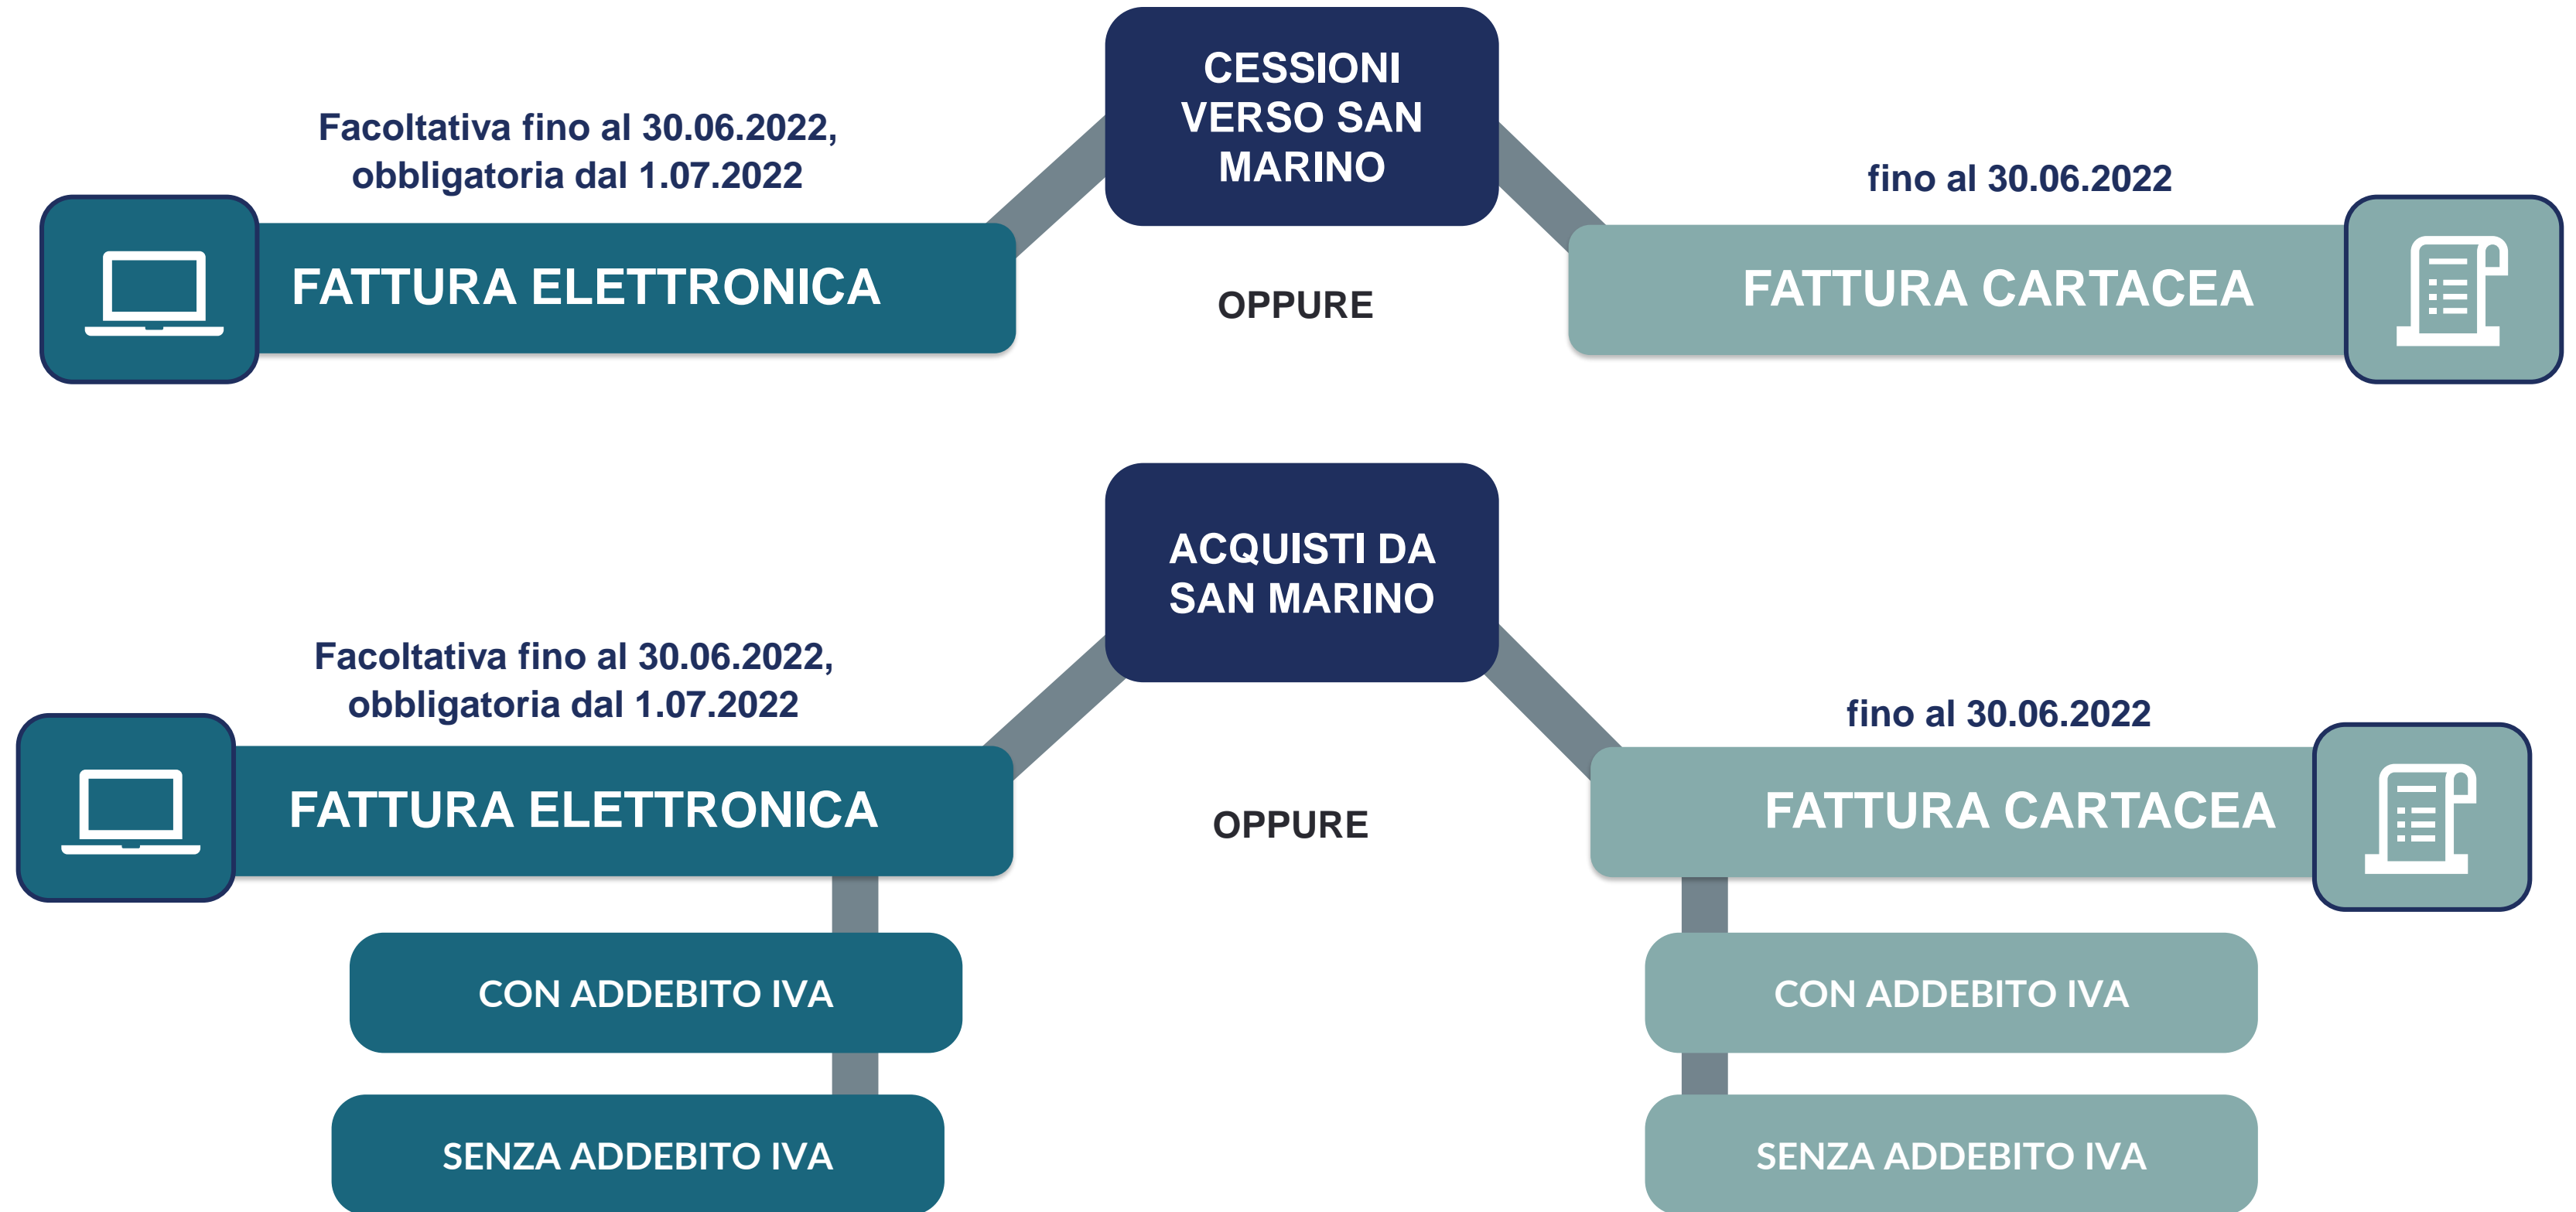 CESSIONI
VERSO SAN
MARINO
Facoltativa fino al 30.06.2022,
obbligatoria dal 1.07.2022
fino al 30.06.2022
FATTURA ELETTRONICA
OPPURE
FATTURA CARTACEA
ACQUISTI DA
SAN MARINO
Facoltativa fino al 30.06.2022,
obbligatoria dal 1.07.2022
fino al 30.06.2022
FATTURA ELETTRONICA
OPPURE
FATTURA CARTACEA
CON ADDEBITO IVA
CON ADDEBITO IVA
SENZA ADDEBITO IVA
SENZA ADDEBITO IVA